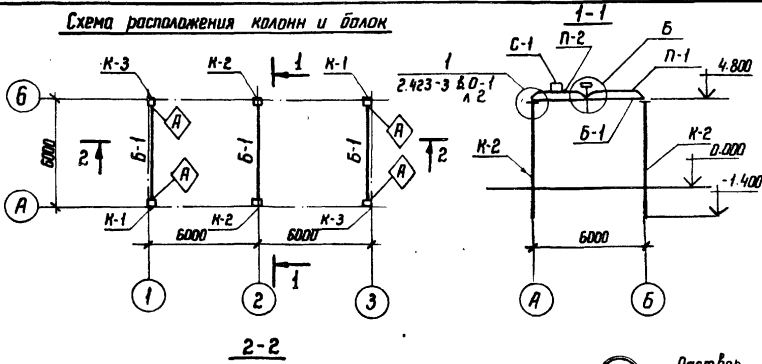 Схема расположения колонн и балок
1-1
К-3
К-2
1
К-1
С-1
П-2
Б
П-1
4.800
1
2.423-3 В.0-1
л 2
Б
А
А
Б-1
Б-1
Б-1
6000
2
2
А
А
К-1
К-2
К-3
А
6000
6000
1
1
2
3
Б-1
К-2
К-2
0.000
-1.400
6000
А
Б
2-2
Раствор